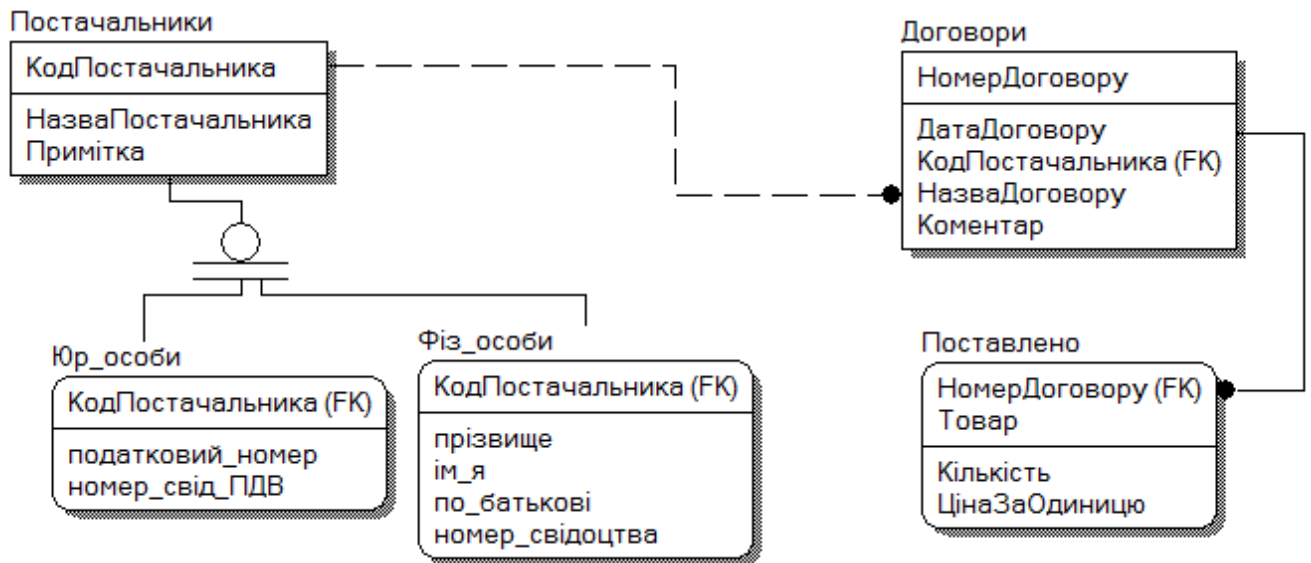 Постачальники
КодПостачальника
НазваПостачальника
Примітка
Договори
НомерДоговору
ДатаДоговору
КодПостачальника (FK)
НазваДоговору
Коментар
Юр_особи
КодПостачальника (FK)
податковий_номер
номер_свід_ПДВ
Фіз_особи
КодПостачальника (FK)
прізвище
ім_я
по_батькові
номер_свідоцтва
Поставлено
НомерДоговору (FK)
Товар
Кількість
ЦінаЗаОдиницю